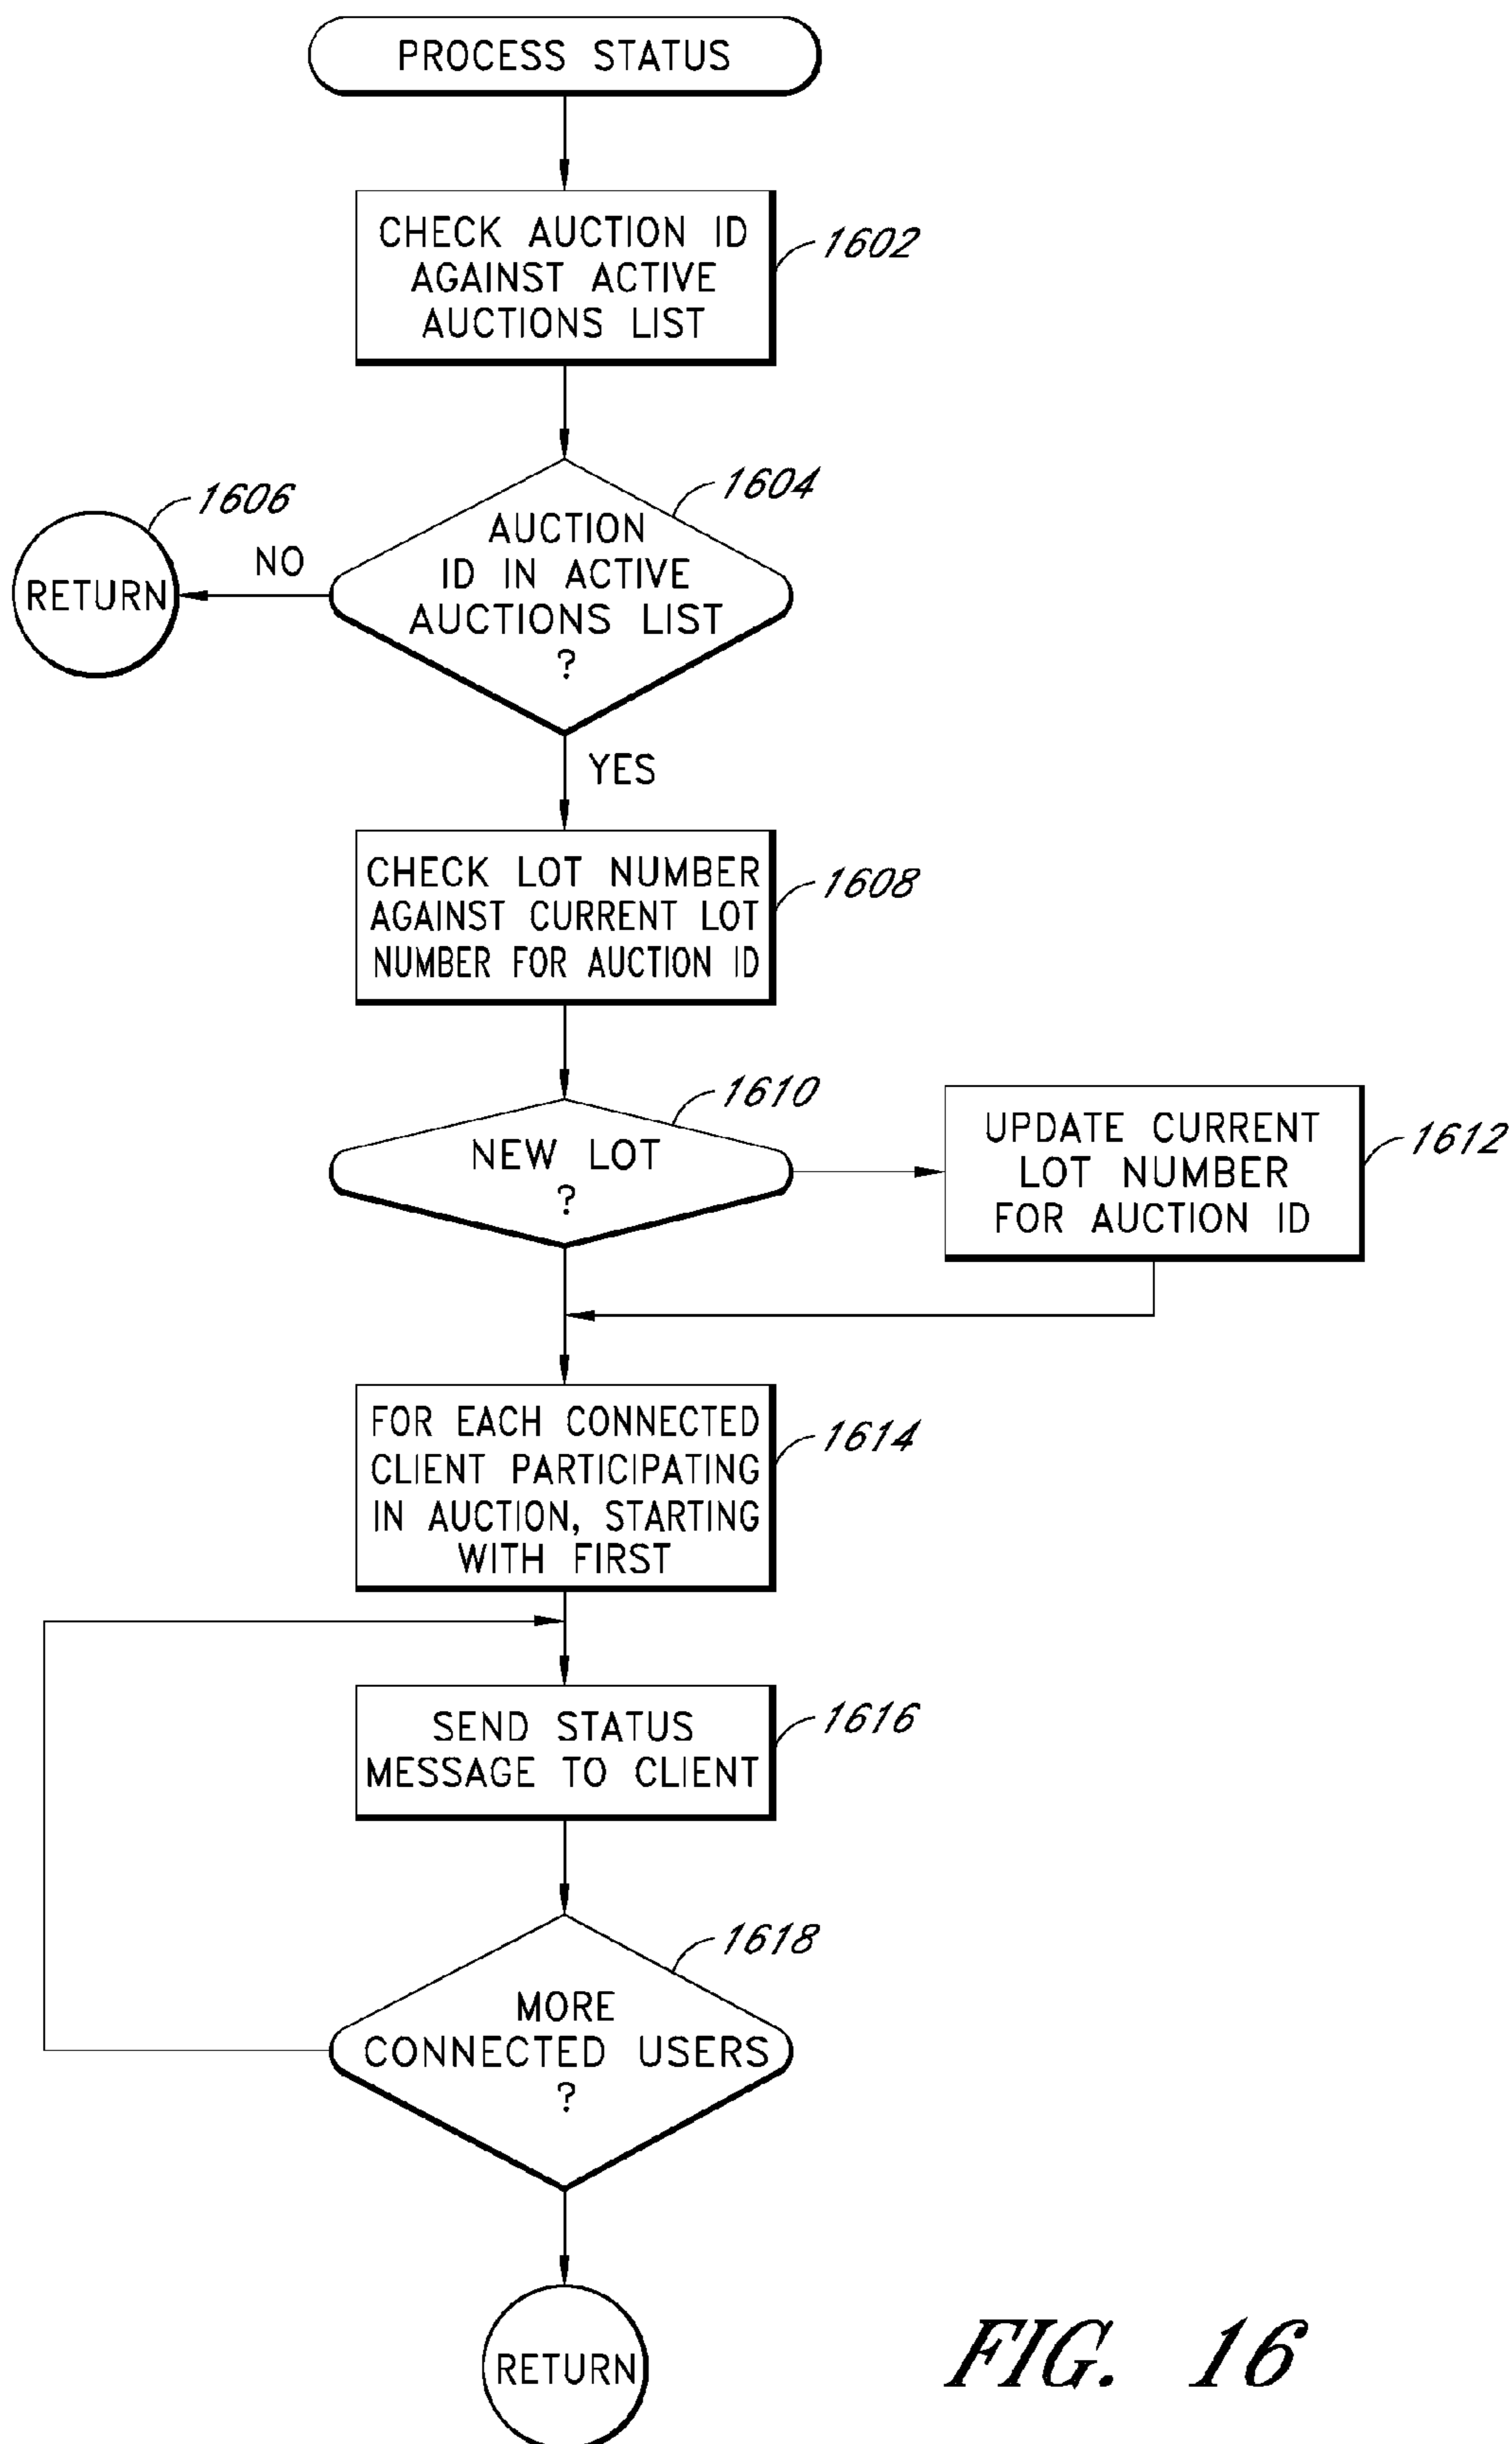 PROCESS STATUS
CHECK AUCTION ID
AGAINST ACTIVE
AUCTIONS LIST
1602
1604
1606
AUCTION
ID IN ACTIVE
AUCTIONS LIST
?
NO
RETURN
YES
CHECK LOT NUMBER
AGAINST CURRENT LOT
NUMBER FOR AUCTION ID
1608
1610
NEW LOT
?
UPDATE CURRENT
LOT NUMBER
FOR AUCTION ID
1612
FOR EACH CONNECTED
CLIENT PARTICIPATING
IN AUCTION, STARTING
WITH FIRST
1614
SEND STATUS
MESSAGE TO CLIENT
1616
1618
MORE
CONNECTED USERS
?
RETURN
FIG. 16